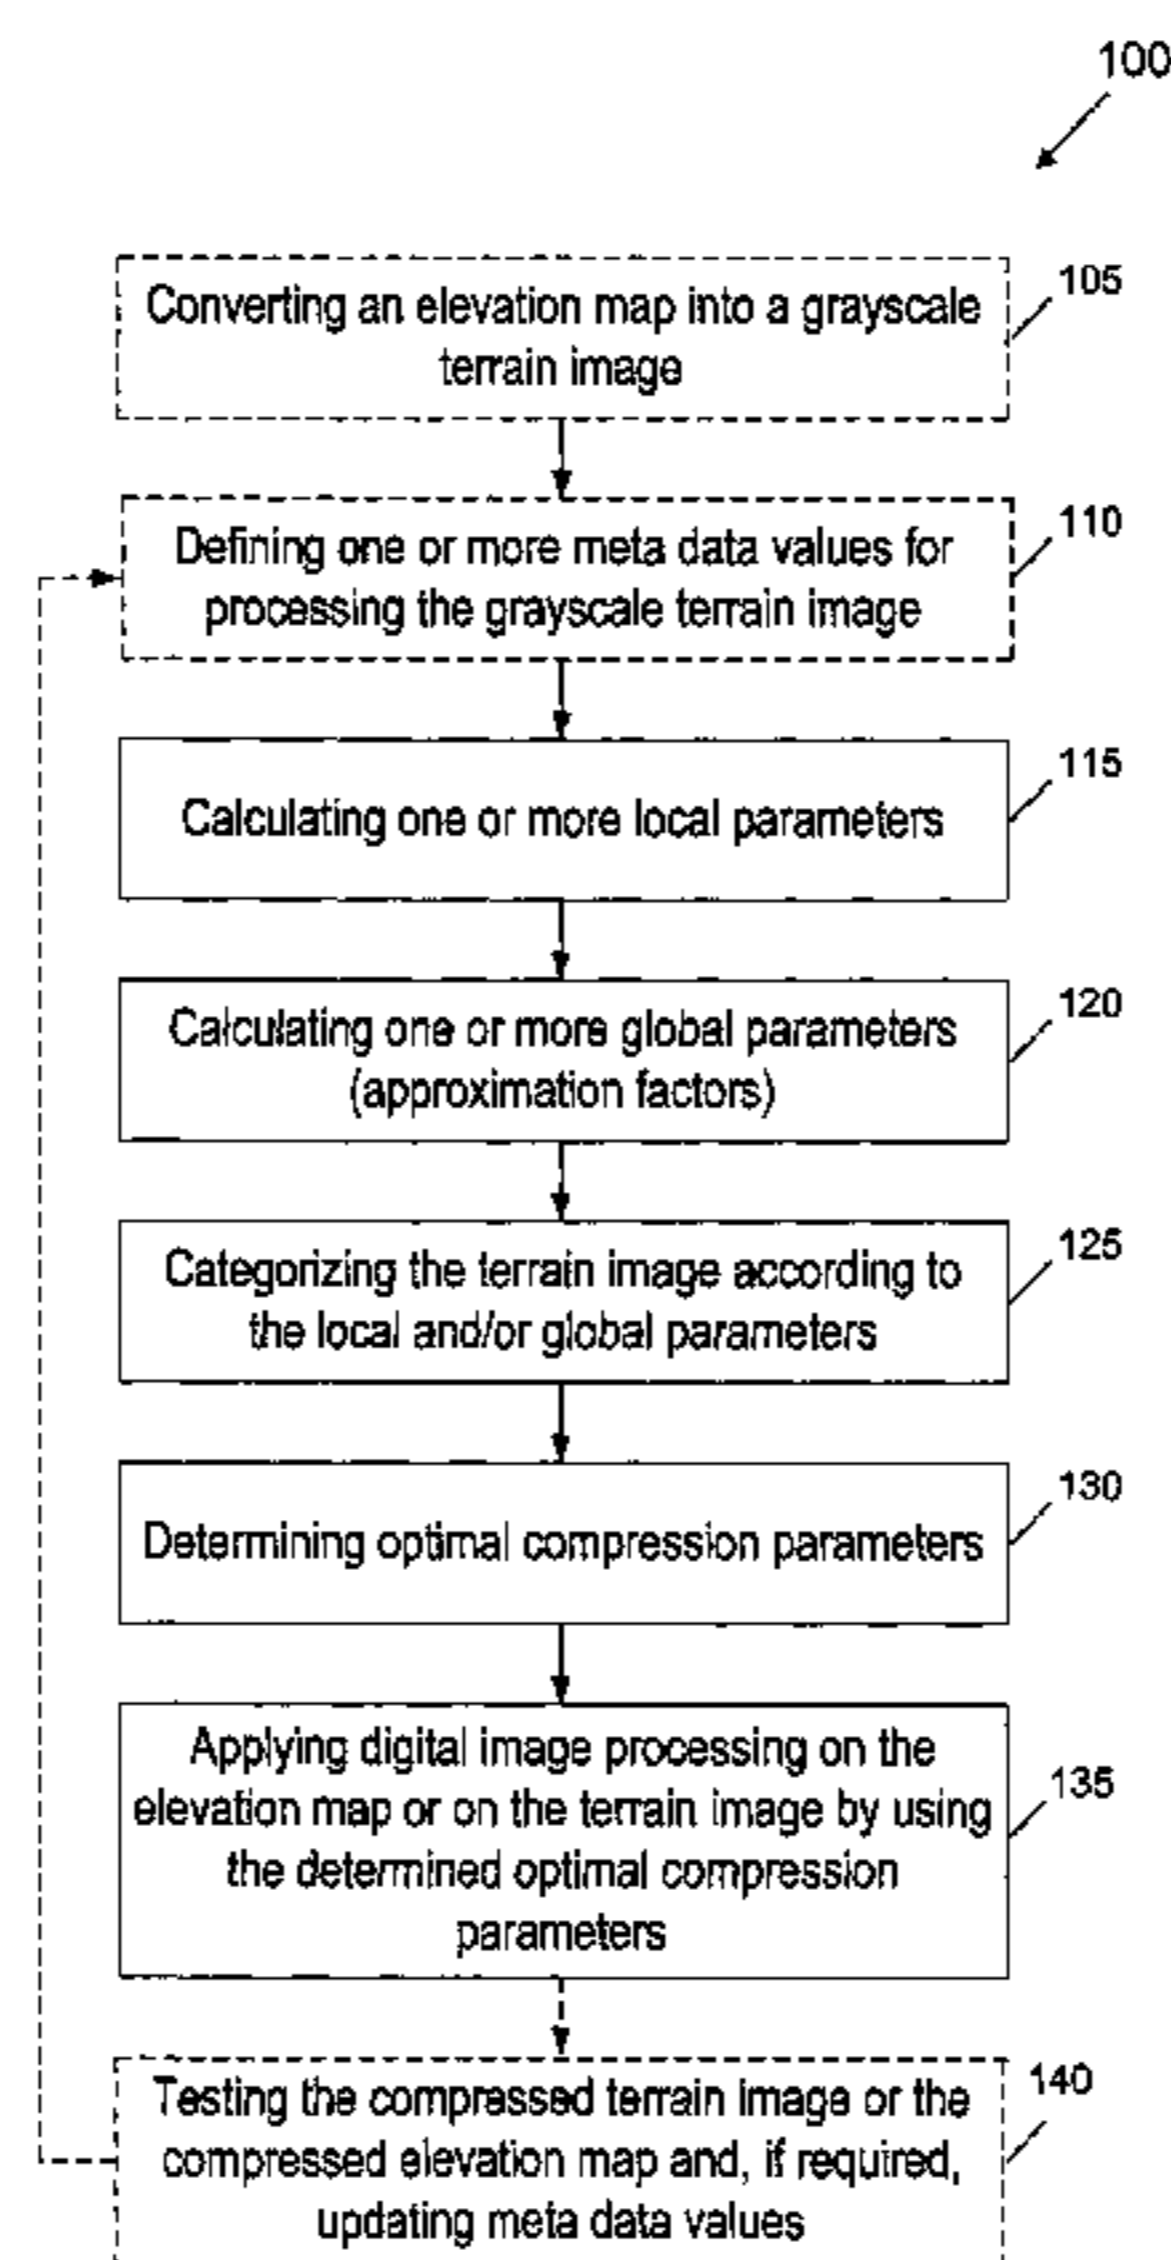 100
Converting an elevation map into a grayscale
terrain image
105
Defining one or more meta data values for
processing the grayscale terrain image
110
Calculating one or more local parameters
115
Calculating one or more global parameters
(approximation factors)
120
Categorizing the terrain image according to
the local and/or global parameters
125
Determining optimal compression parameters
130
Applying digital image processing on the
elevation map or on the terrain image by using
the determined optimal compression
parameters
135
Testing the compressed terrain image or the
compressed elevation map and, if required,
updating meta data values
140